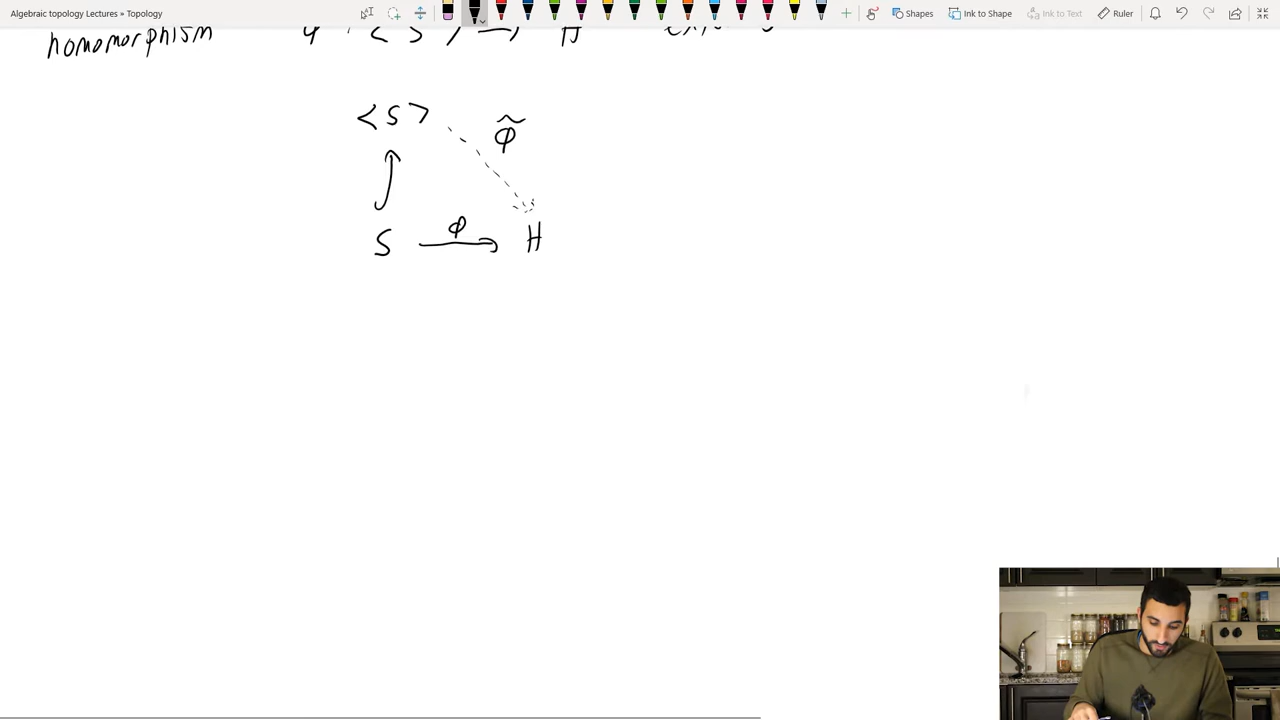 Algebraic topology Lectures » Topology
Shapes
Ink to Shape
Ink to Text
Ruler
homomorphism
<S>
φ̃
φ
S
H